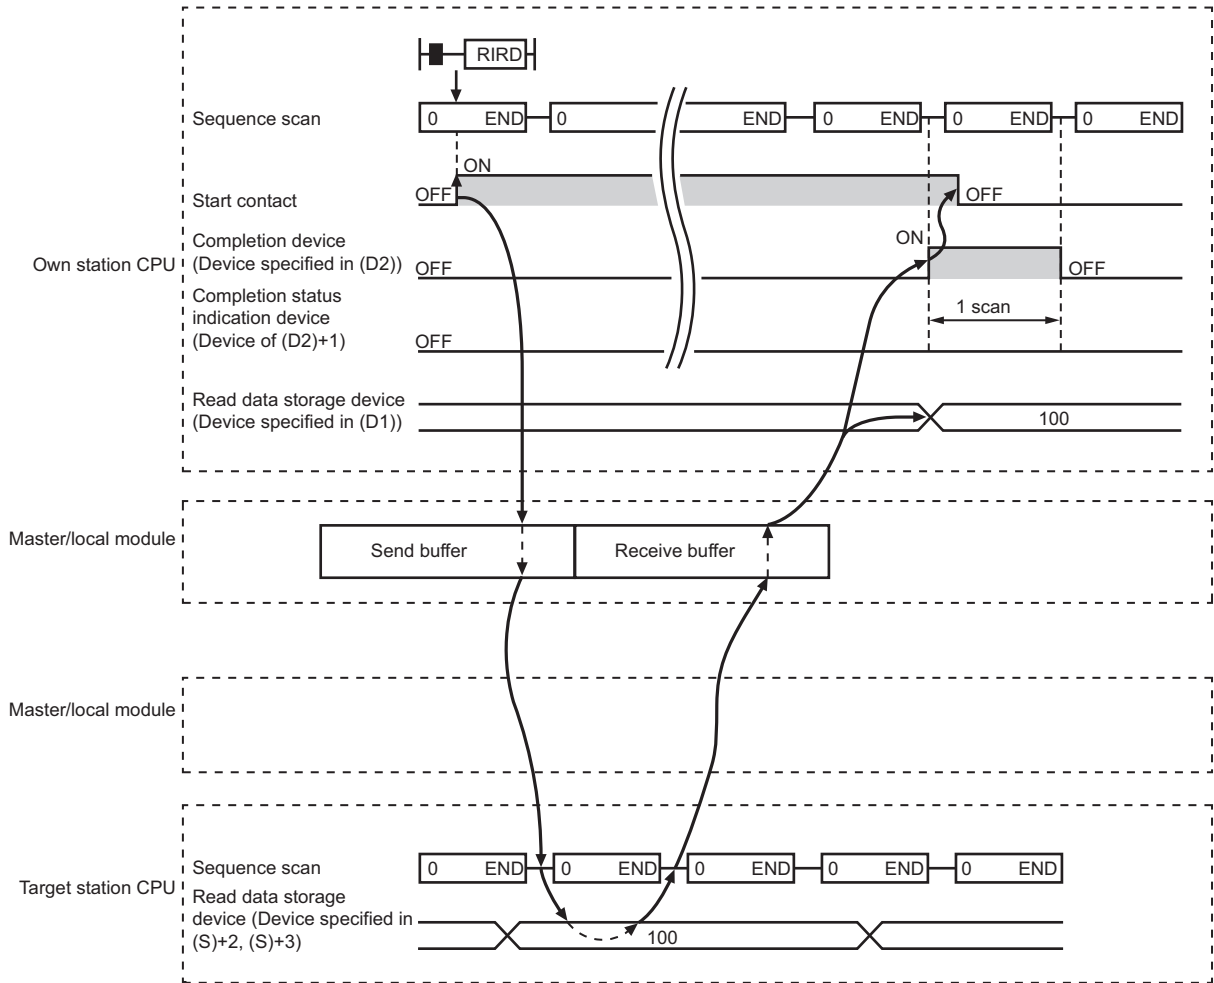 RIRD
Sequence scan
0 END 0 END 0 END 0 END 0 END
ON
Start contact
OFF
OFF
Own station CPU
Completion device
(Device specified in (D2))
OFF
ON
OFF
Completion status
indication device
(Device of (D2)+1)
OFF
1 scan
Read data storage device
(Device specified in (D1))
100
Master/local module
Send buffer
Receive buffer
Master/local module
Target station CPU
Sequence scan
0 END 0 END 0 END 0 END 0 END
Read data storage
device (Device specified in
(S)+2, (S)+3)
100